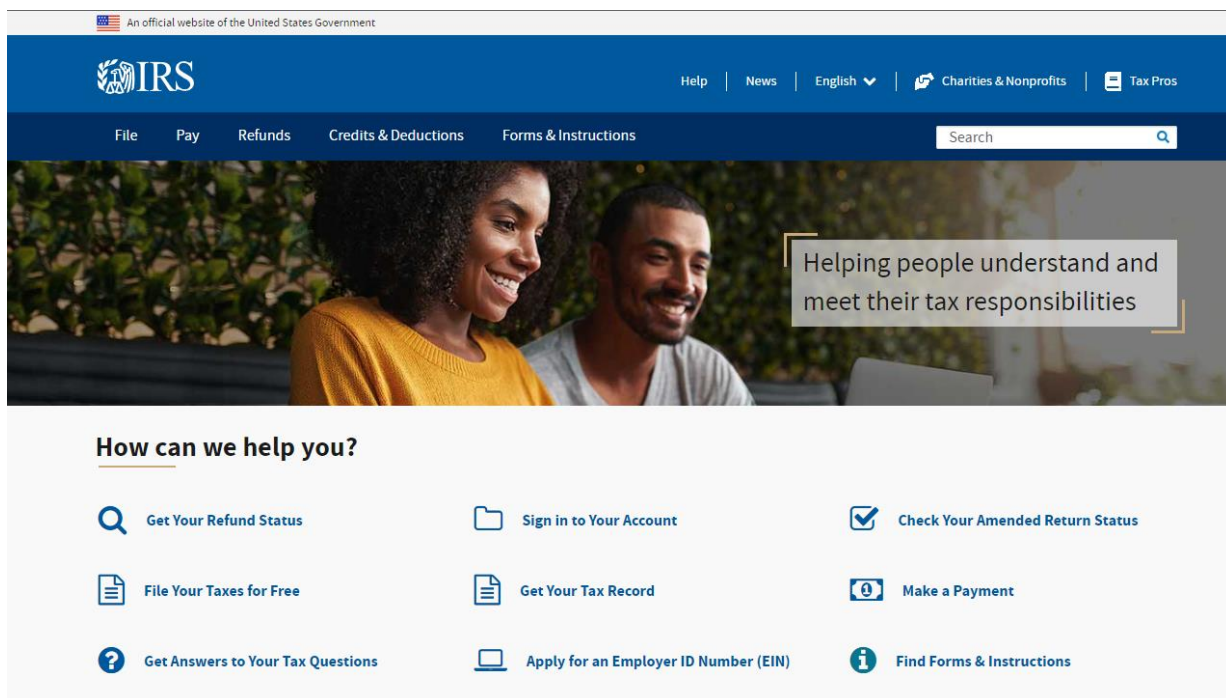 An official website of the United States Government
IRS
Help
News
English
Charities & Nonprofits
Tax Pros
File
Pay
Refunds
Credits & Deductions
Forms & Instructions
Search
Helping people understand and
meet their tax responsibilities
How can we help you?
Get Your Refund Status
Sign in to Your Account
Check Your Amended Return Status
File Your Taxes for Free
Get Your Tax Record
Make a Payment
Get Answers to Your Tax Questions
Apply for an Employer ID Number (EIN)
Find Forms & Instructions